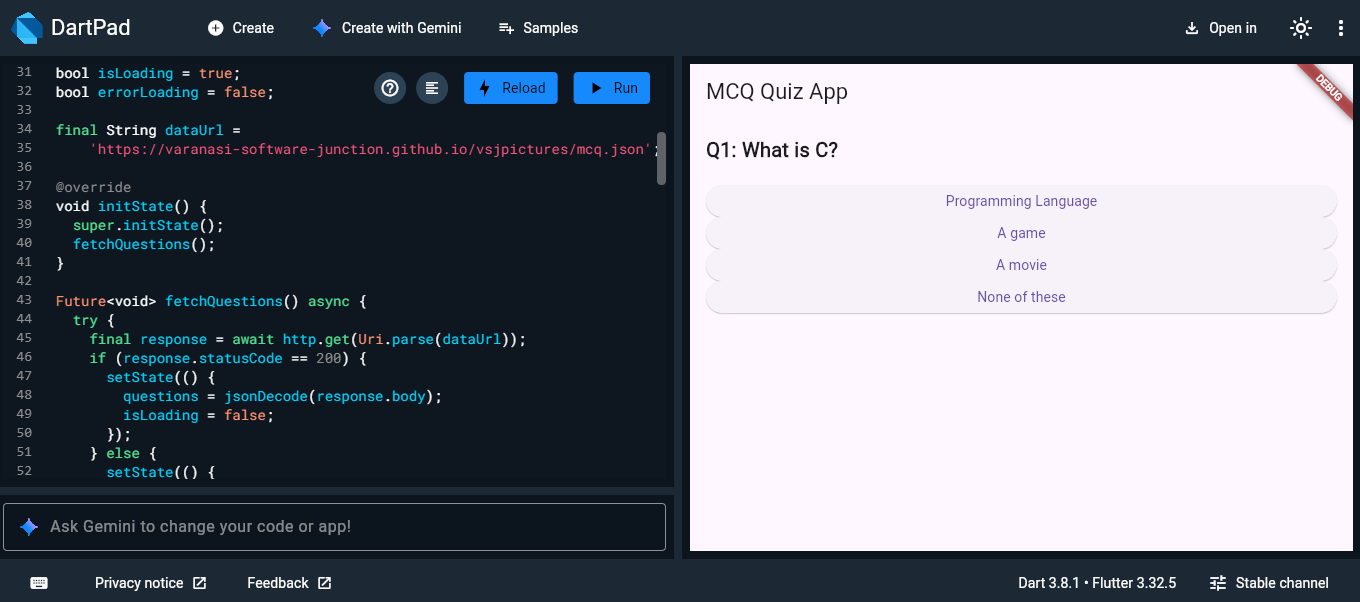 DartPad
Create
Create with Gemini
Samples
Open in
31 bool isLoading = true;
32 bool errorLoading = false;
33
34 final String dataUrl =
35 'https://varanasi-software-junction.github.io/vsjpictures/mcq.json';
36
37 @override
38 void initState() {
39 super.initState();
40 fetchQuestions();
41 }
42
43 Future<void> fetchQuestions() async {
44 try {
45 final response = await http.get(Uri.parse(dataUrl));
46 if (response.statusCode == 200) {
47 setState(() {
48 questions = jsonDecode(response.body);
49 isLoading = false;
50 });
51 } else {
52 setState(() {
Reload
Run
Ask Gemini to change your code or app!
MCQ Quiz App
DEBUG
Q1: What is C?
Programming Language
A game
A movie
None of these
Privacy notice
Feedback
Dart 3.8.1 • Flutter 3.32.5
Stable channel